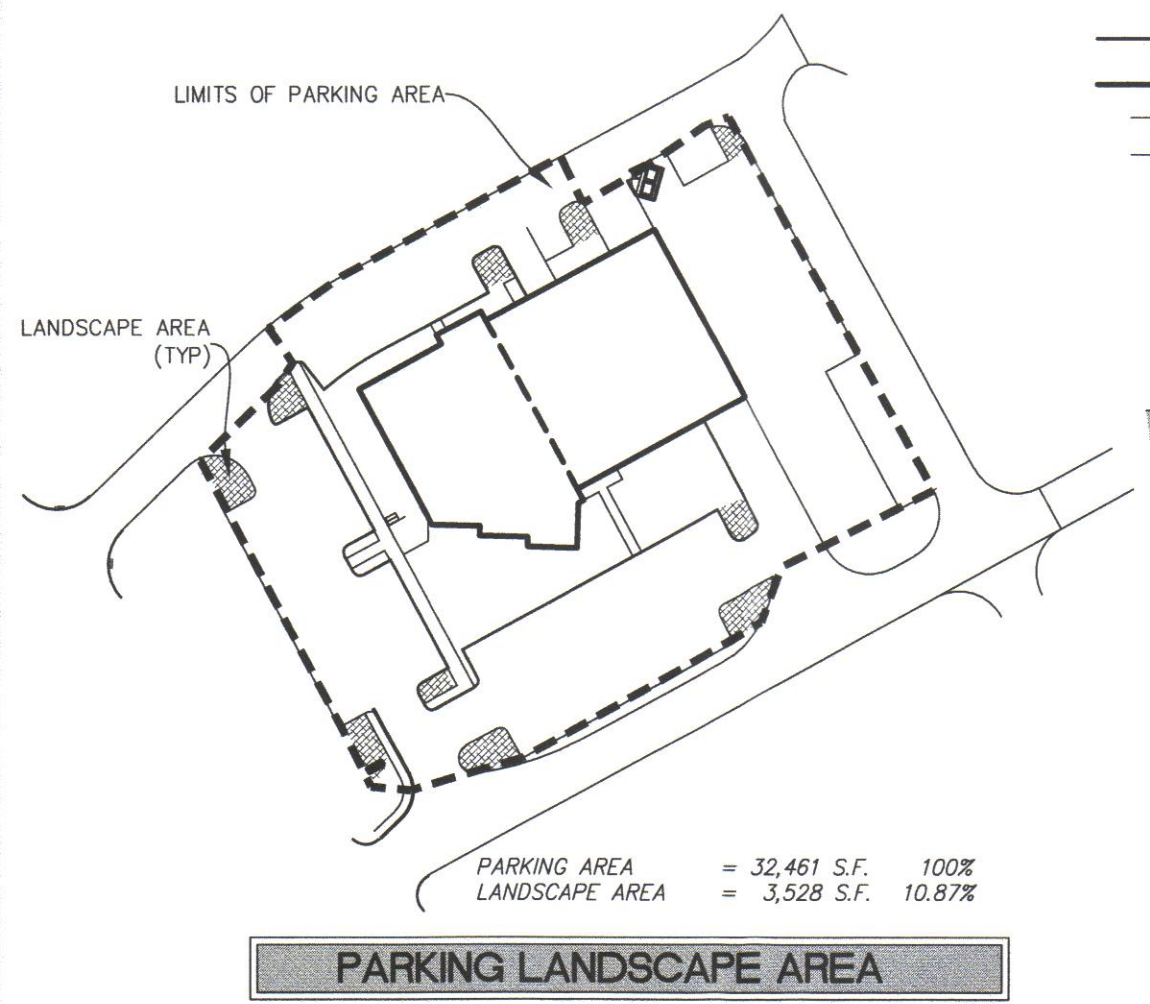 LIMITS OF PARKING AREA
LANDSCAPE AREA
(TYP)
PARKING AREA = 32,461 S.F. 100%
LANDSCAPE AREA = 3,528 S.F. 10.87%
PARKING LANDSCAPE AREA